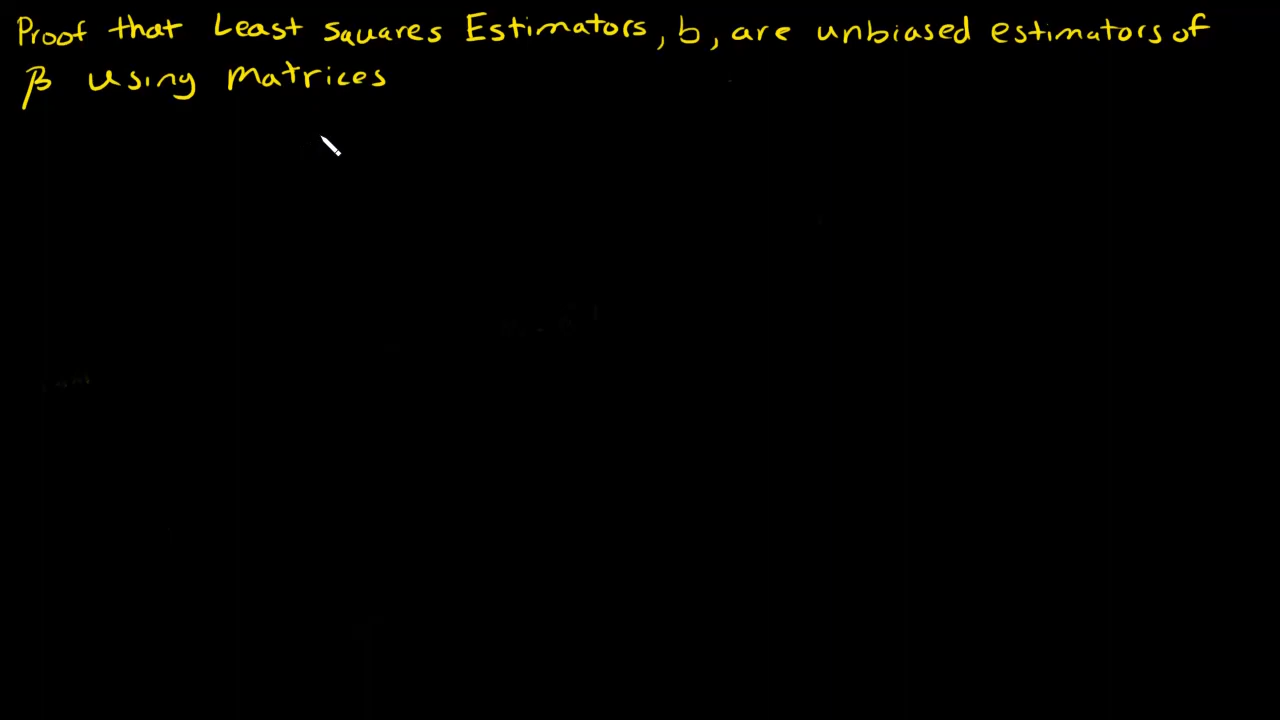 Proof that Least Squares Estimators, b, are unbiased estimators of
β using Matrices